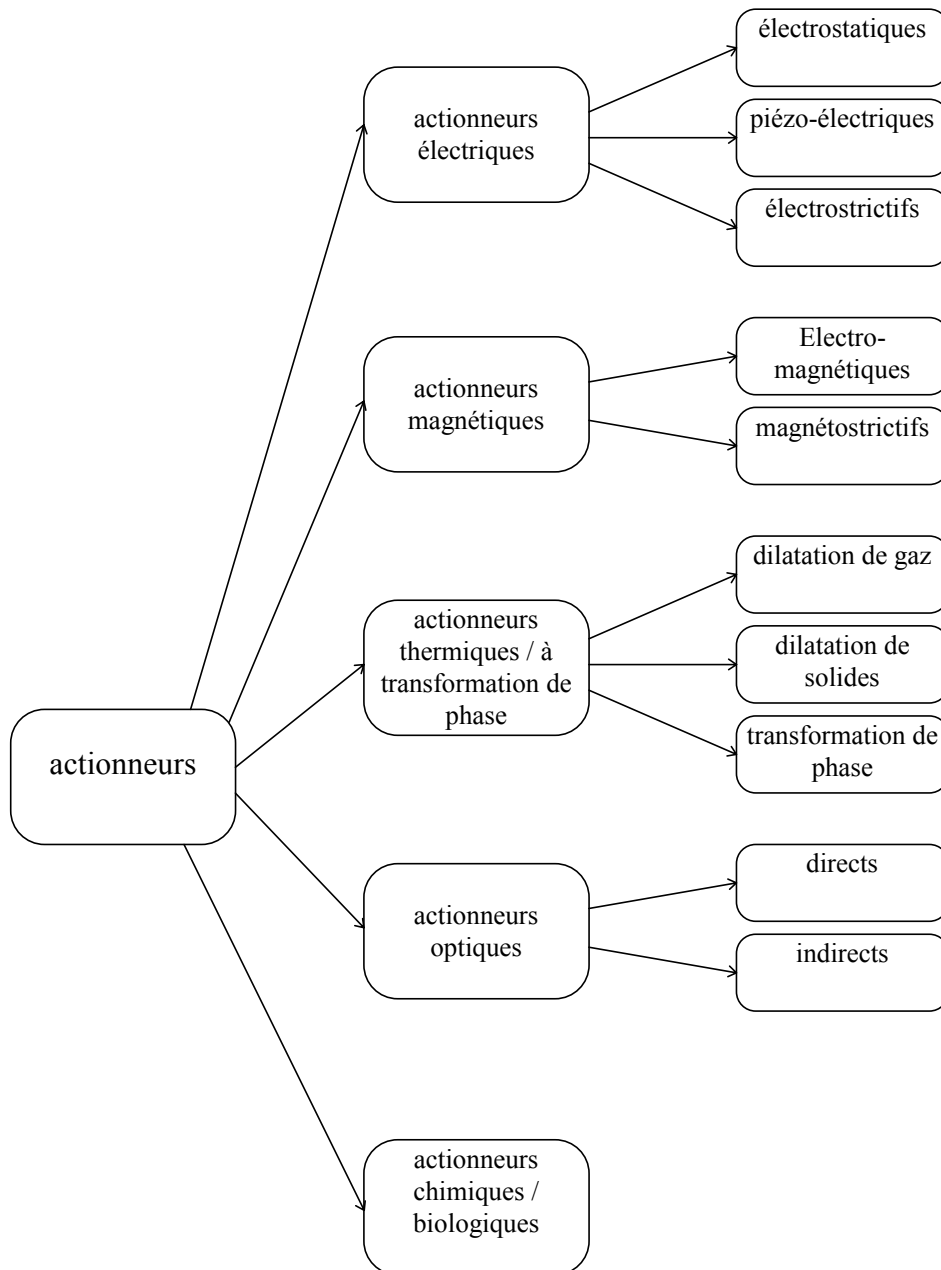 électrostatiques
piézo-électriques
électrostrictifs
actionneurs
électriques
Electro-
magnétiques
magnétostrictifs
actionneurs
magnétiques
dilatation de gaz
dilatation de
solides
transformation de
phase
actionneurs
thermiques / à
transformation de
phase
actionneurs
directs
indirects
actionneurs
optiques
actionneurs
chimiques /
biologiques